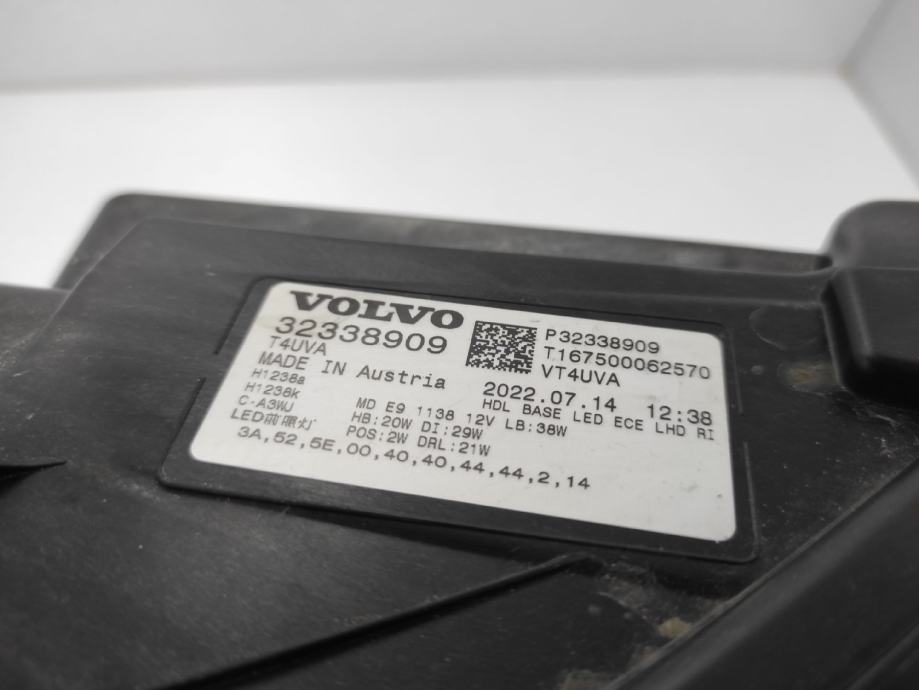 VOLVO
32338909
T4UVA
MADE IN Austria
H1238a
H1238k
C-A3WJ
LED前照灯
P32338909
T167500062570
VT4UVA
2022.07.14 12:38
HDL BASE LED ECE LHD RI
MD E9 1138 12V LB:38W
HB:20W DI:29W
POS:2W DRL:21W
3A,52,5E,00,40,40,44,44,2,14